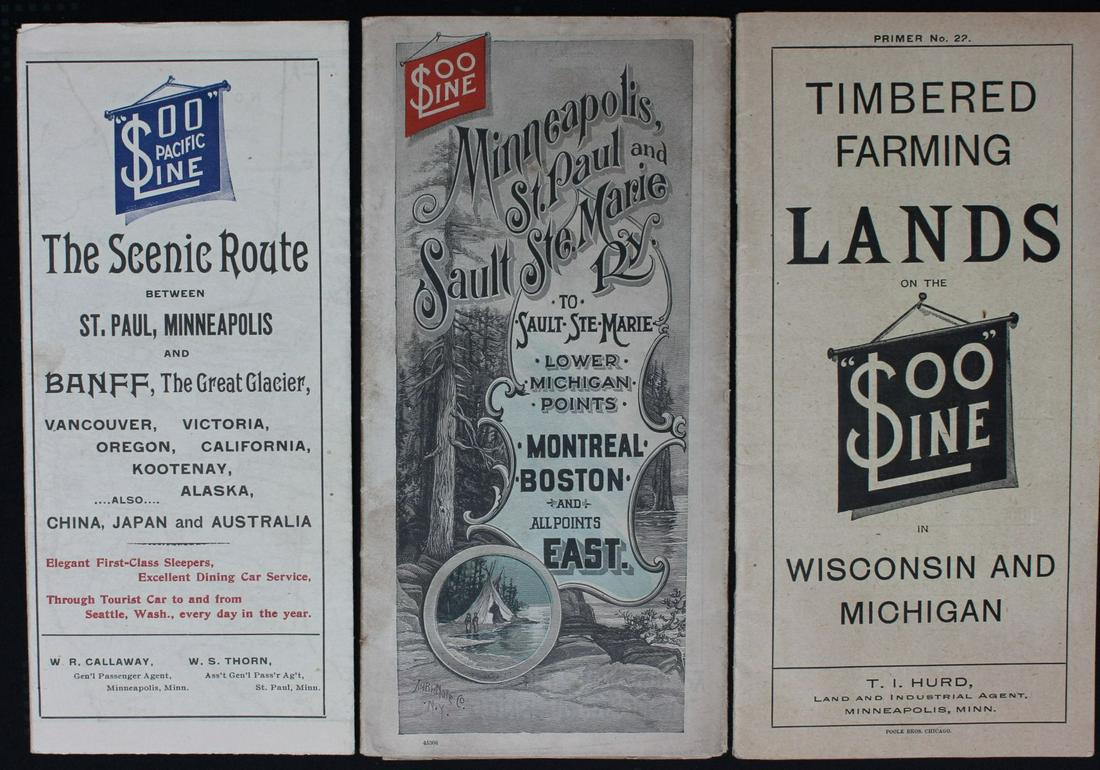 "SOO
PACIFIC
LINE"
The Scenic Route
BETWEEN
ST. PAUL, MINNEAPOLIS
AND
BANFF, The Great Glacier,
VANCOUVER, VICTORIA,
OREGON, CALIFORNIA,
KOOTENAY,
ALASKA,
....ALSO....
CHINA, JAPAN and AUSTRALIA
Elegant First-Class Sleepers,
Excellent Dining Car Service,
Through Tourist Car to and from
Seattle, Wash., every day in the year.
W. R. CALLAWAY,
Gen'l Passenger Agent,
Minneapolis, Minn.
W. S. THORN,
Ass't Gen'l Pass'r Ag't,
St. Paul, Minn.
SOO
LINE
Minneapolis,
St. Paul and
Sault Ste. Marie
Ry.
·TO·
·SAULT·STE·MARIE·
·LOWER·
·MICHIGAN·
·POINTS·
·MONTREAL·
·BOSTON·
AND
ALL POINTS
EAST.
N.Y.
45366
PRIMER No. 22.
TIMBERED
FARMING
LANDS
ON THE
"SOO"
LINE
IN
WISCONSIN AND
MICHIGAN
T. I. HURD,
LAND AND INDUSTRIAL AGENT,
MINNEAPOLIS, MINN.
POOLE BROS. CHICAGO.